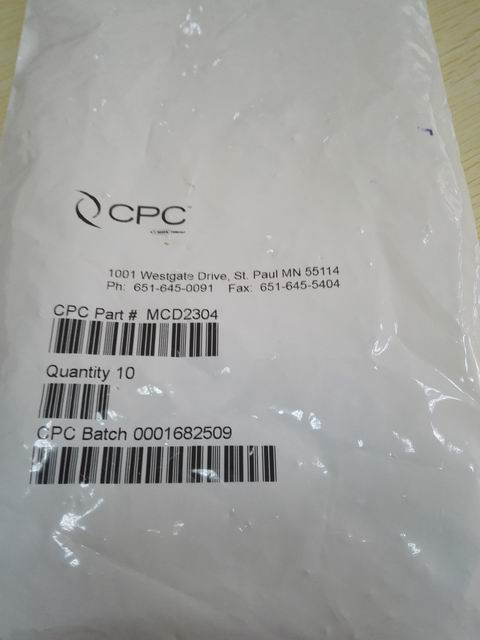 CPC
1001 Westgate Drive, St. Paul MN 55114
Ph: 651-645-0091 Fax: 651-645-5404
CPC Part # MCD2304
Quantity 10
CPC Batch 0001682509